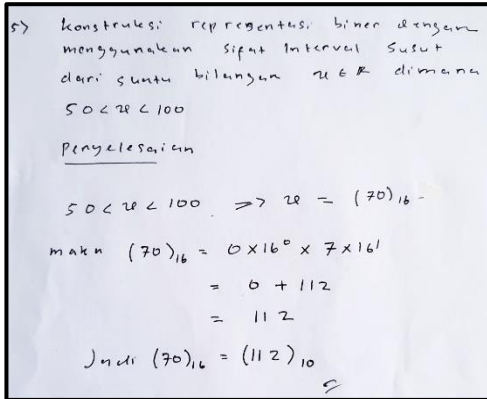 5) Konstruksi representasi biner dengan
menggunakan sifat Interval Susut
dari suatu bilangan x ∈ R dimana
50 < x < 100
Penyelesaian
50 < x < 100 => x = (70)₁₆.
maka (70)₁₆ = 0 x 16⁰ x 7 x 16¹
= 0 + 112
= 112
Jadi (70)₁₆ = (112)₁₀